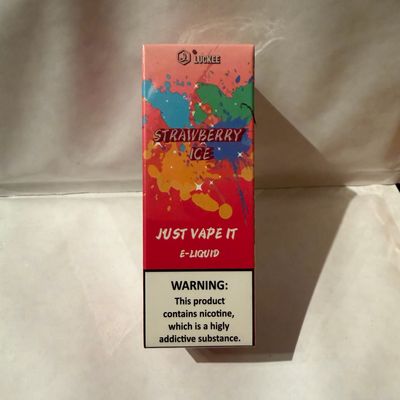 LUCKEE
STRAWBERRY
ICE
JUST VAPE IT
E-LIQUID
WARNING:
This product
contains nicotine,
which is a higly
addictive substance.